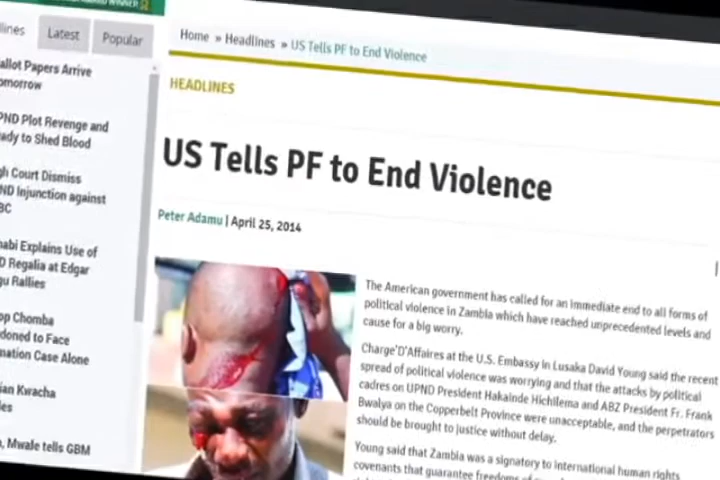 WINNER
lines
Latest
Popular
allot Papers Arrive
omorrow
PND Plot Revenge and
ady to Shed Blood
gh Court Dismiss
ND Injunction against
BC
nabi Explains Use of
D Regalia at Edgar
gu Rallies
op Chomba
doned to Face
mation Case Alone
ian Kwacha
les
, Mwale tells GBM
Home » Headlines » US Tells PF to End Violence
HEADLINES
US Tells PF to End Violence
Peter Adamu | April 25, 2014
The American government has called for an immediate end to all forms of
political violence in Zambia which have reached unprecedented levels and
cause for a big worry.
Charge'D'Affaires at the U.S. Embassy in Lusaka David Young said the recent
spread of political violence was worrying and that the attacks by political
cadres on UPND President Hakainde Hichilema and ABZ President Fr. Frank
Bwalya on the Copperbelt Province were unacceptable, and the perpetrators
should be brought to justice without delay.
Young said that Zambia was a signatory to international human rights
covenants that guarantee freedoms of